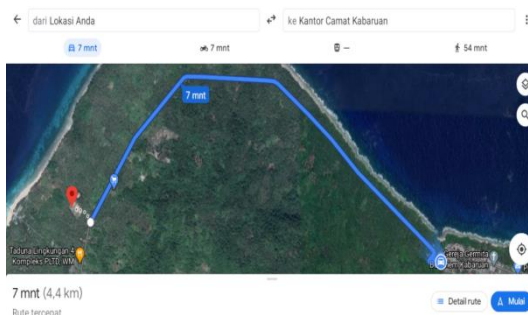 dari Lokasi Anda
ke Kantor Camat Kabaruan
7 mnt
7 mnt
—
54 mnt
7 mnt
Taduna Lingkungan 4
Kompleks PLTD, WM
Gereja Germita
Kabaruan
7 mnt (4,4 km)
Rute tercepat
Detail rute
Mulai